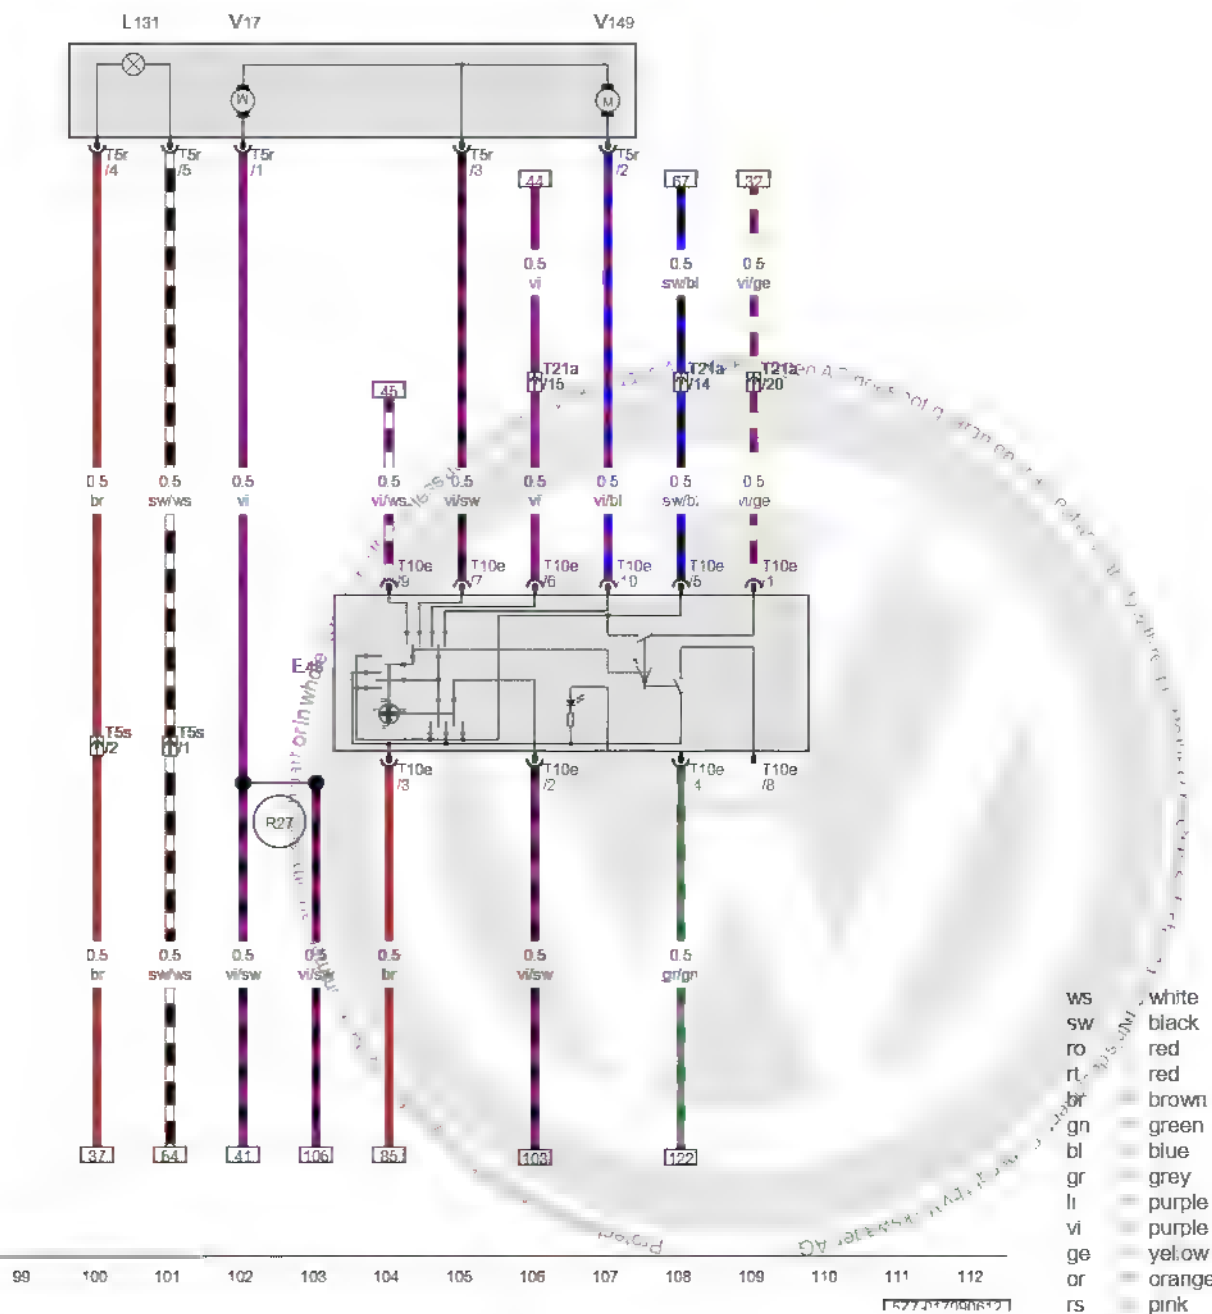 L131 V17 V149
T5r /4
T5r /5
T5r /1
T5r /3
T5r /2
44 67 32
0.5 vi
0.5 sw/bl
0.5 vi/ge
T21a /15
T21a /14
T21a /20
45
0.5 br
0.5 sw/ws
0.5 vi
0.5 vi/ws
0.5 vi/sw
0.5 vi
0.5 vi/bl
0.5
0.5 vi/ge
T10e /9
T10e /7
T10e /6
T10e 10
T10e /5
T10e 1
M
T5s /2
T5s /1
T10e /3
T10e /2
T10e 4
T10e /8
R27
0.5 br
0.5 sw/ws
0.5 vi/sw
0.5
0.5 br
0.5 vi/sw
0.5 gr/gn
37 64 41 106 85 103 122
ws white
sw black
ro red
rt red
br brown
gn green
bl blue
gr grey
li purple
vi purple
ge yellow
or orange
rs pink
99 100 101 102 103 104 105 106 107 108 109 110 111 112